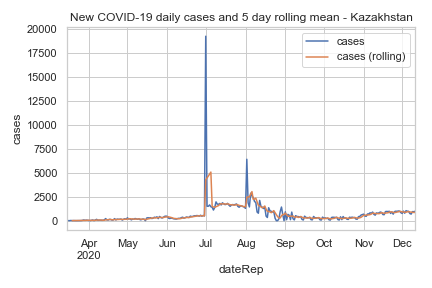 New COVID-19 daily cases and 5 day rolling mean - Kazakhstan
cases
cases (rolling)
20000
17500
15000
12500
10000
7500
5000
2500
0
cases
Apr
May
Jun
Jul
Aug
Sep
Oct
Nov
Dec
2020
dateRep